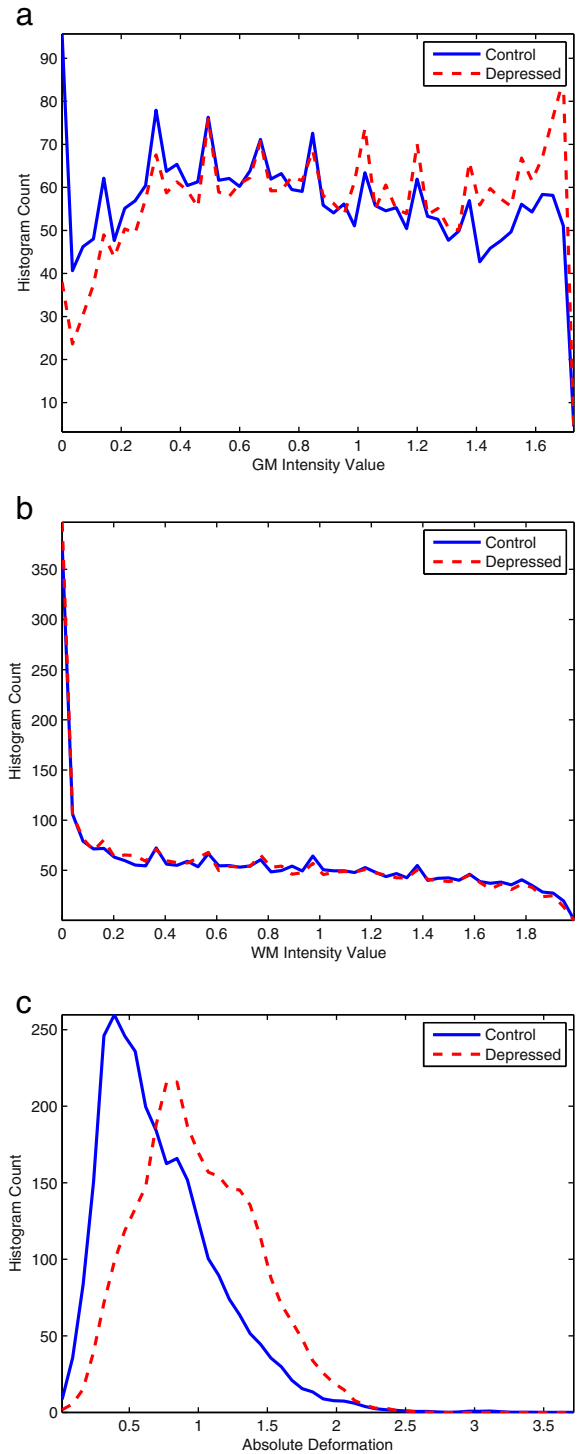 a
90
80
70
60
50
40
30
20
10
Histogram Count
Control
Depressed
0 0.2 0.4 0.6 0.8 1 1.2 1.4 1.6
GM Intensity Value
b
350
300
250
200
150
100
50
Histogram Count
Control
Depressed
0 0.2 0.4 0.6 0.8 1 1.2 1.4 1.6 1.8
WM Intensity Value
c
250
200
150
100
50
0
Histogram Count
Control
Depressed
0.5 1 1.5 2 2.5 3 3.5
Absolute Deformation